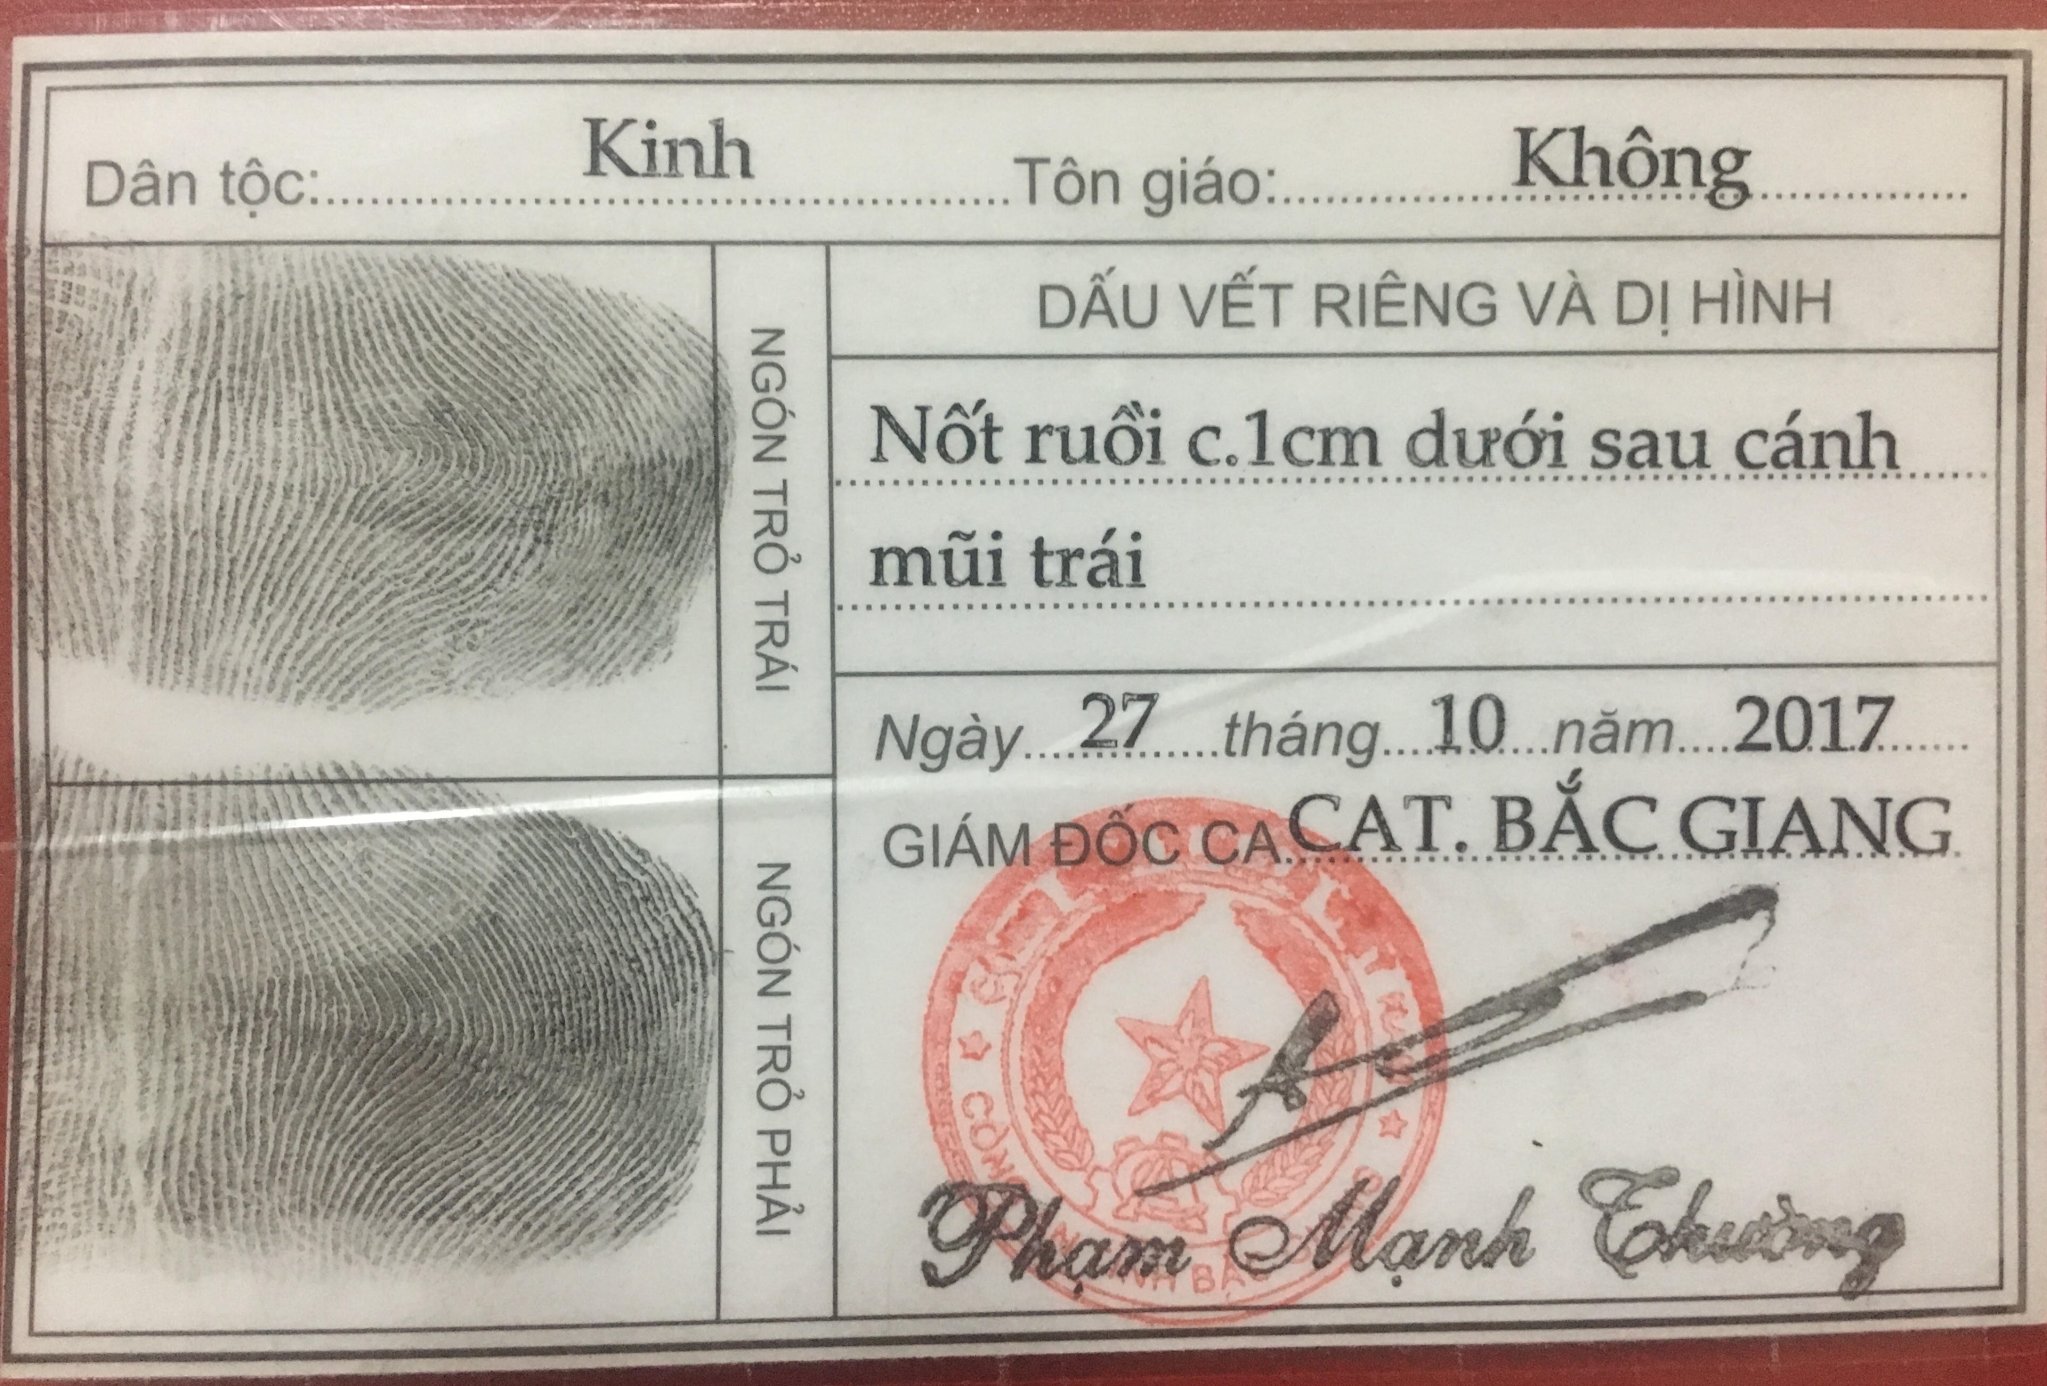 Dân tộc: Kinh Tôn giáo: Không
NGÓN TRỎ TRÁI
DẤU VẾT RIÊNG VÀ DỊ HÌNH
Nốt ruồi c.1cm dưới sau cánh
mũi trái
Ngày 27 tháng 10 năm 2017
GIÁM ĐỐC CA CAT. BẮC GIANG
NGÓN TRỎ PHẢI
Phạm Mạnh Thường